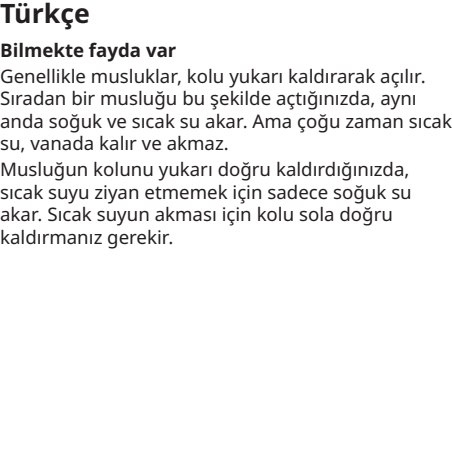 Türkçe
Bilmekte fayda var
Genellikle musluklar, kolu yukarı kaldırarak açılır.
Sıradan bir musluğu bu şekilde açtığınızda, aynı
anda soğuk ve sıcak su akar. Ama çoğu zaman sıcak
su, vanada kalır ve akmaz.
Musluğun kolunu yukarı doğru kaldırdığınızda,
sıcak suyu ziyan etmemek için sadece soğuk su
akar. Sıcak suyun akması için kolu sola doğru
kaldırmanız gerekir.